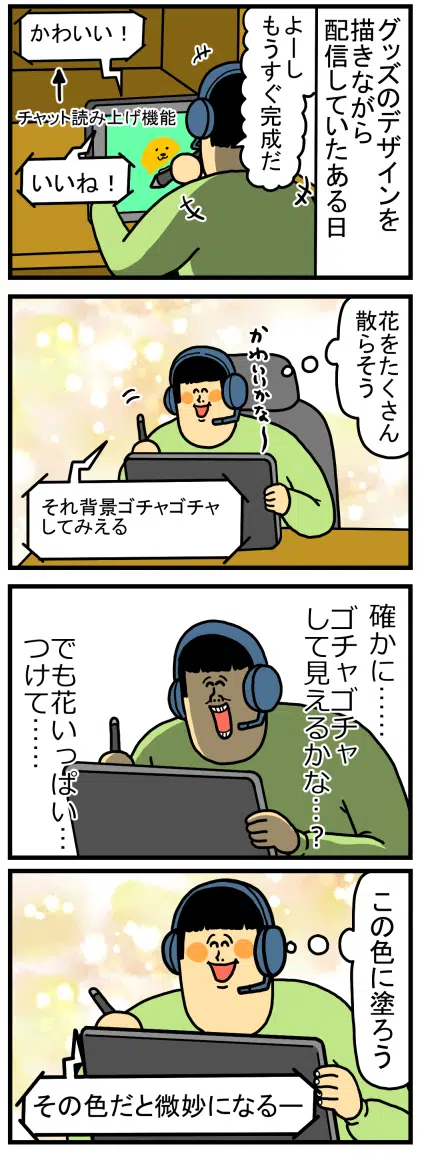 グッズのデザインを
描きながら
配信していたある日
よーし
もうすぐ完成だ
かわいい！
チャット読み上げ機能
いいね！
花をたくさん
散らそう
かわいいかな〜
それ背景ゴチャゴチャ
してみえる
確かに……
ゴチャゴチャ
して見えるかな…？
でも花いっぱい…
つけて……
この色に塗ろう
その色だと微妙になるー